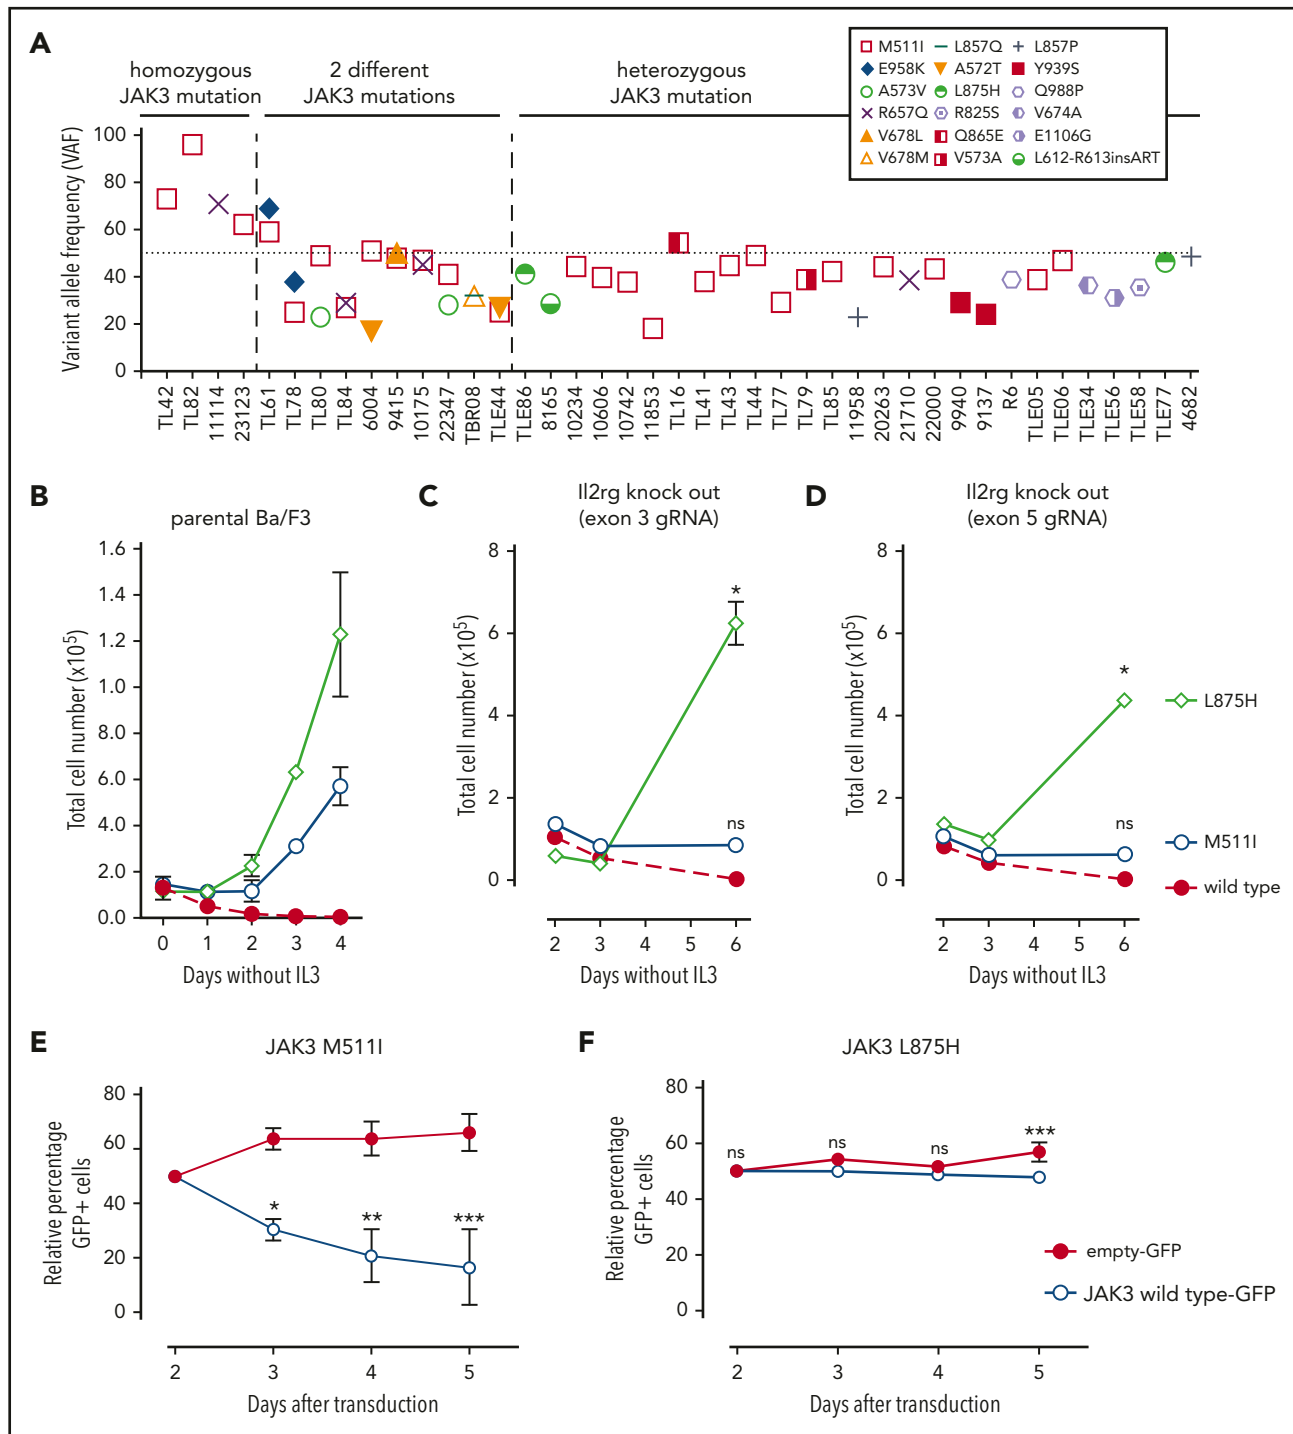 A
homozygous
JAK3 mutation
2 different
JAK3 mutations
heterozygous
JAK3 mutation
M511I
L857Q
L857P
E958K
A572T
Y939S
A573V
L875H
Q988P
R657Q
R825S
V674A
V678L
Q865E
E1106G
V678M
V573A
L612-R613insART
Variant allele frequency (VAF)
100
80
60
40
20
0
TL42
TL82
11114
23123
TL61
TL78
TL80
TL84
6004
9415
10175
22347
TBR08
TLE44
TLE86
8165
10234
10606
10742
11853
TL16
TL41
TL43
TL44
TL77
TL79
TL85
11958
20263
21710
22000
9940
9137
R6
TLE05
TLE06
TLE34
TLE56
TLE58
TLE77
4682
B
parental Ba/F3
Total cell number (x10⁵)
1.6
1.4
1.2
1.0
8.0
6.0
4.0
2.0
0.0
0 1 2 3 4
Days without IL3
C
Il2rg knock out
(exon 3 gRNA)
Total cell number (x10⁵)
8
6
4
2
0
*
ns
2 3 4 5 6
Days without IL3
D
Il2rg knock out
(exon 5 gRNA)
Total cell number (x10⁵)
8
6
4
2
0
*
ns
2 3 4 5 6
Days without IL3
L875H
M511I
wild type
E
JAK3 M511I
Relative percentage
GFP+ cells
80
60
40
20
0
* ** ***
2 3 4 5
Days after transduction
F
JAK3 L875H
Relative percentage
GFP+ cells
80
60
40
20
0
ns ns ns ***
2 3 4 5
Days after transduction
empty-GFP
JAK3 wild type-GFP